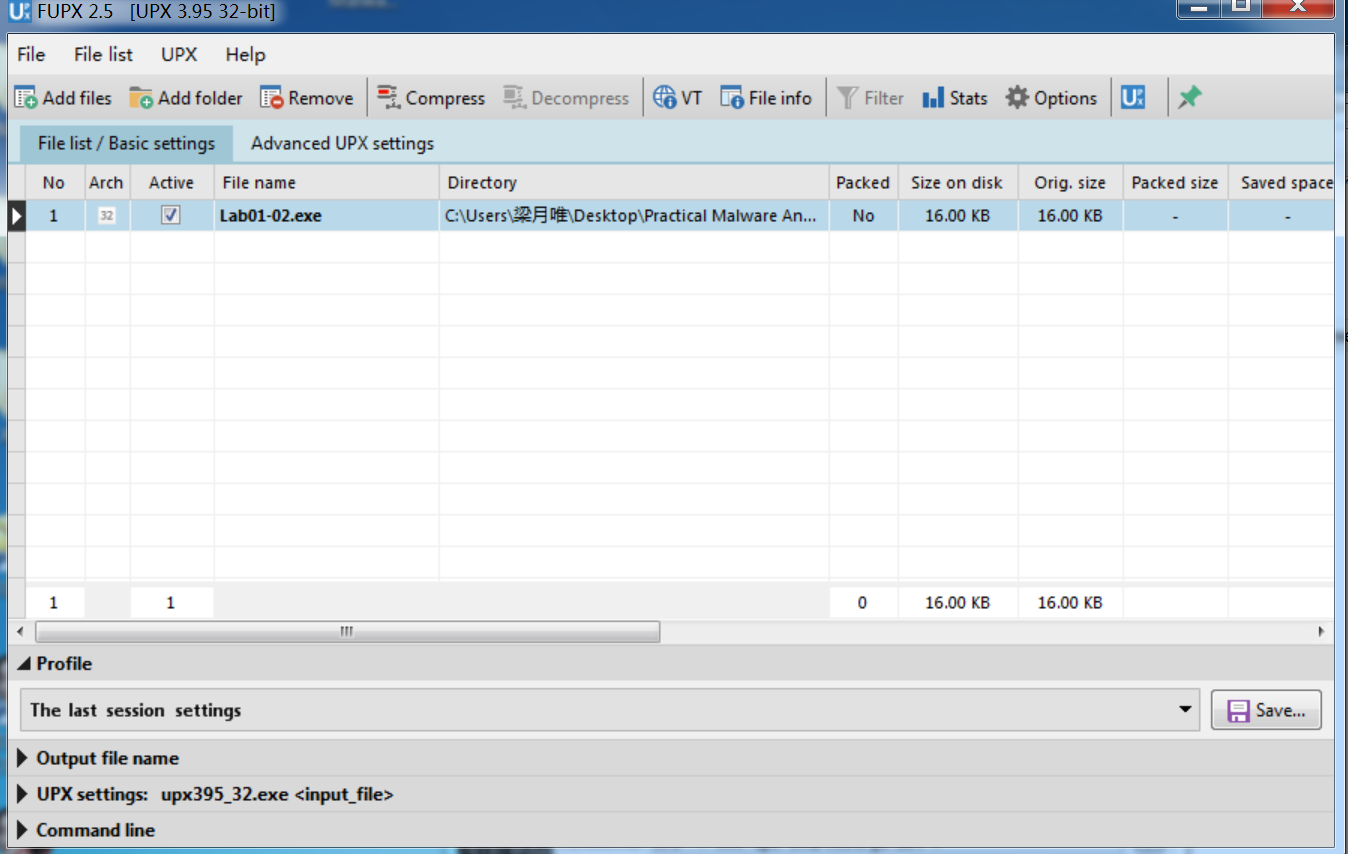 FUPX 2.5 [UPX 3.95 32-bit]
File File list UPX Help
Add files Add folder Remove Compress Decompress VT File info Filter Stats Options
File list / Basic settings Advanced UPX settings
No Arch Active File name Directory Packed Size on disk Orig. size Packed size Saved space
1 32 Lab01-02.exe C:\Users\梁月唯\Desktop\Practical Malware An... No 16.00 KB 16.00 KB - -
1 1 0 16.00 KB 16.00 KB
Profile
The last session settings Save...
Output file name
UPX settings: upx395_32.exe <input_file>
Command line